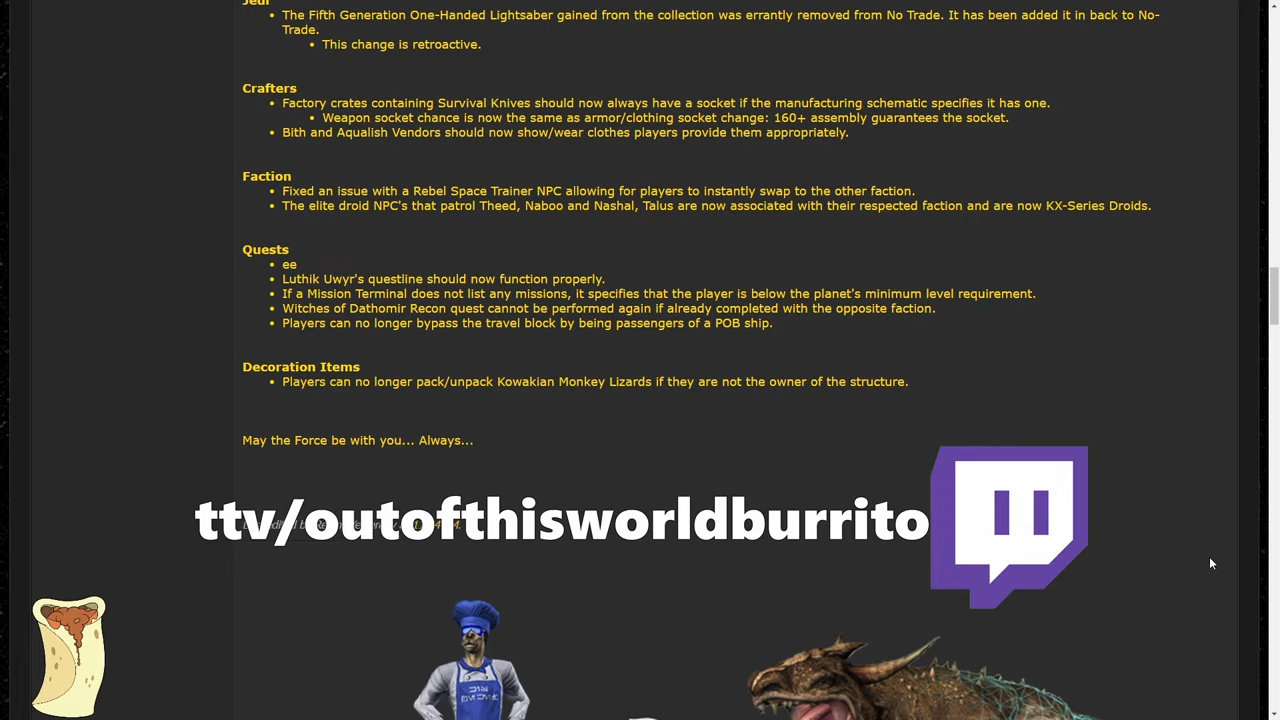 Jedi
The Fifth Generation One-Handed Lightsaber gained from the collection was errantly removed from No Trade. It has been added it in back to No-
Trade.
This change is retroactive.
Crafters
Factory crates containing Survival Knives should now always have a socket if the manufacturing schematic specifies it has one.
Weapon socket chance is now the same as armor/clothing socket change: 160+ assembly guarantees the socket.
Bith and Aqualish Vendors should now show/wear clothes players provide them appropriately.
Faction
Fixed an issue with a Rebel Space Trainer NPC allowing for players to instantly swap to the other faction.
The elite droid NPC's that patrol Theed, Naboo and Nashal, Talus are now associated with their respected faction and are now KX-Series Droids.
Quests
ee
Luthik Uwyr's questline should now function properly.
If a Mission Terminal does not list any missions, it specifies that the player is below the planet's minimum level requirement.
Witches of Dathomir Recon quest cannot be performed again if already completed with the opposite faction.
Players can no longer bypass the travel block by being passengers of a POB ship.
Decoration Items
Players can no longer pack/unpack Kowakian Monkey Lizards if they are not the owner of the structure.
May the Force be with you... Always...
ttv/outofthisworldburrito